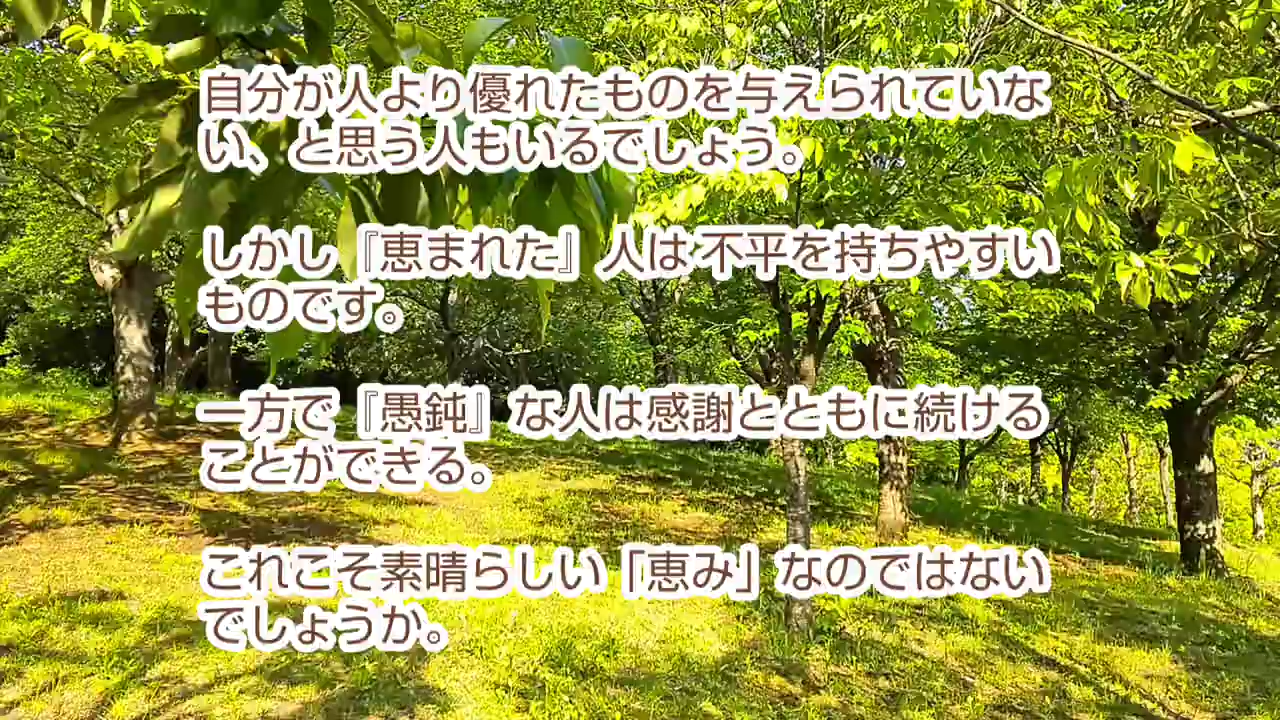 自分が人より優れたものを与えられていな
い、と思う人もいるでしょう。
しかし『恵まれた』人は 不平を持ちやすい
ものです。
一方で『愚鈍』な人は感謝とともに続ける
ことができる。
これこそ素晴らしい「恵み」なのではない
でしょうか。